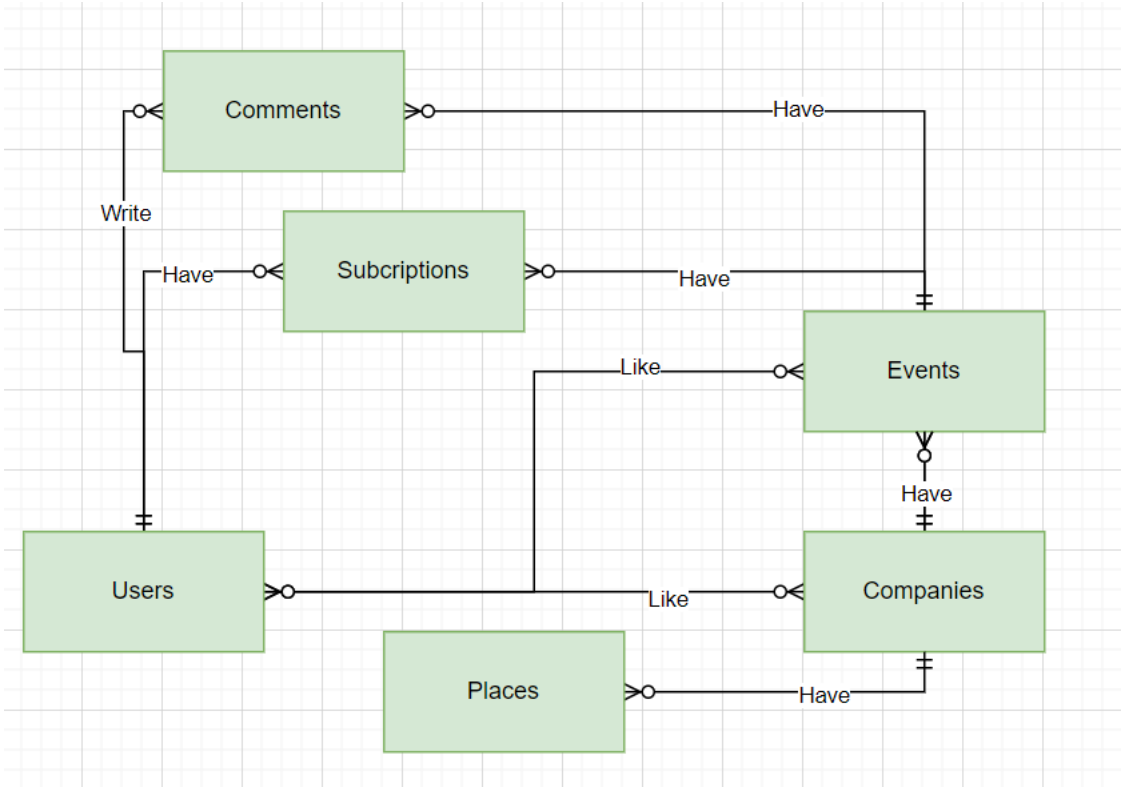 Comments
Have
Write
Subcriptions
Have
Have
Like
Events
Have
Users
Like
Companies
Places
Have